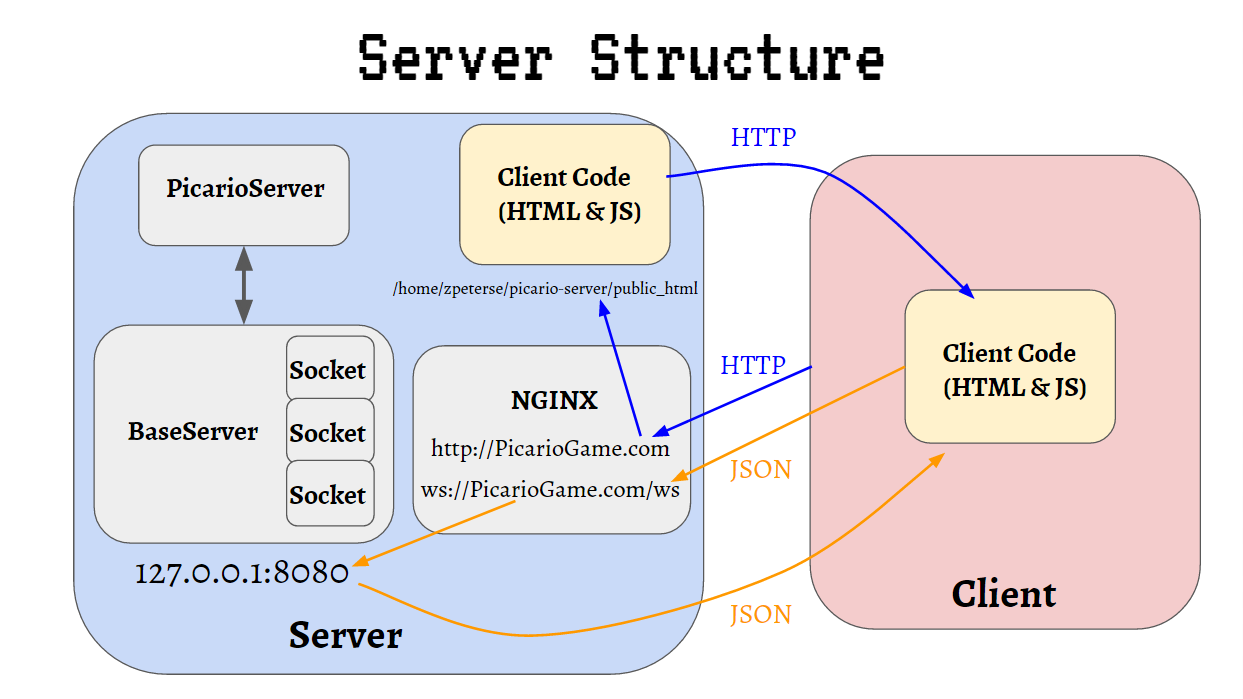 Server Structure
PicarioServer
Client Code
(HTML & JS)
/home/zpeterse/picario-server/public_html
BaseServer
Socket
Socket
Socket
NGINX
http://PicarioGame.com
ws://PicarioGame.com/ws
127.0.0.1:8080
Server
HTTP
HTTP
JSON
JSON
Client Code
(HTML & JS)
Client